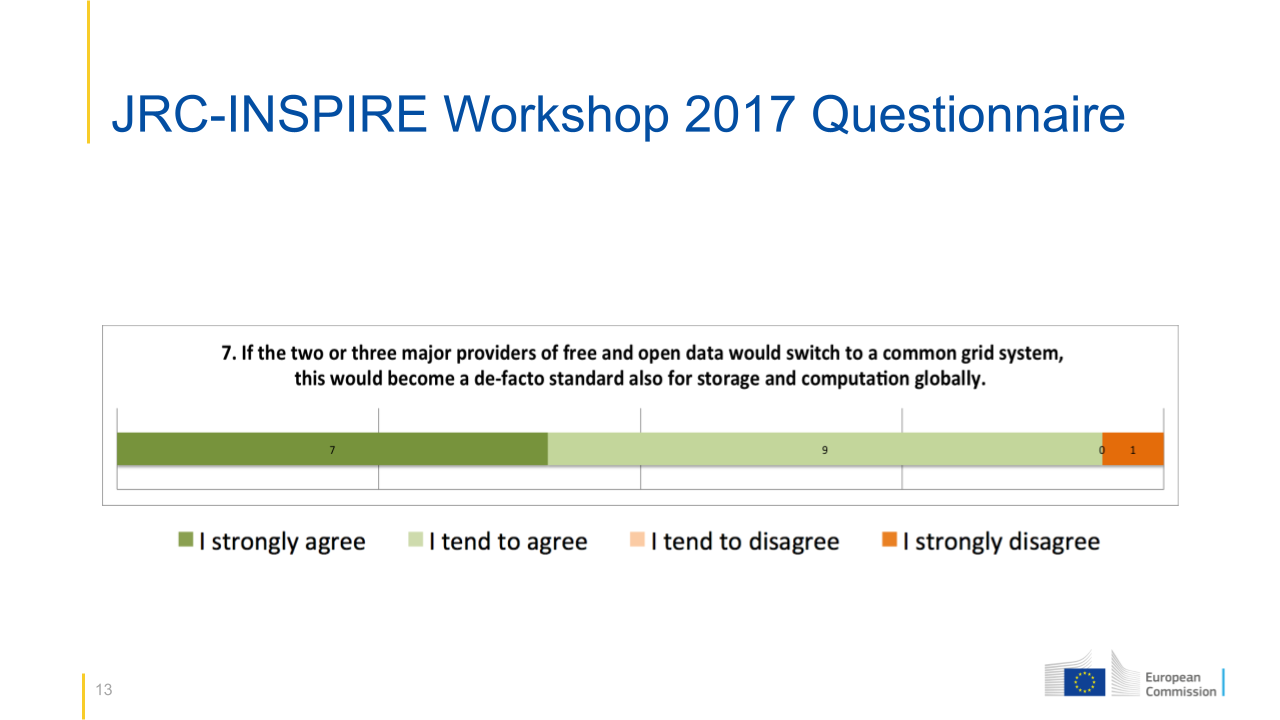 JRC-INSPIRE Workshop 2017 Questionnaire
7. If the two or three major providers of free and open data would switch to a common grid system,
this would become a de-facto standard also for storage and computation globally.
7 9 0 1
I strongly agree I tend to agree I tend to disagree I strongly disagree
13
European
Commission